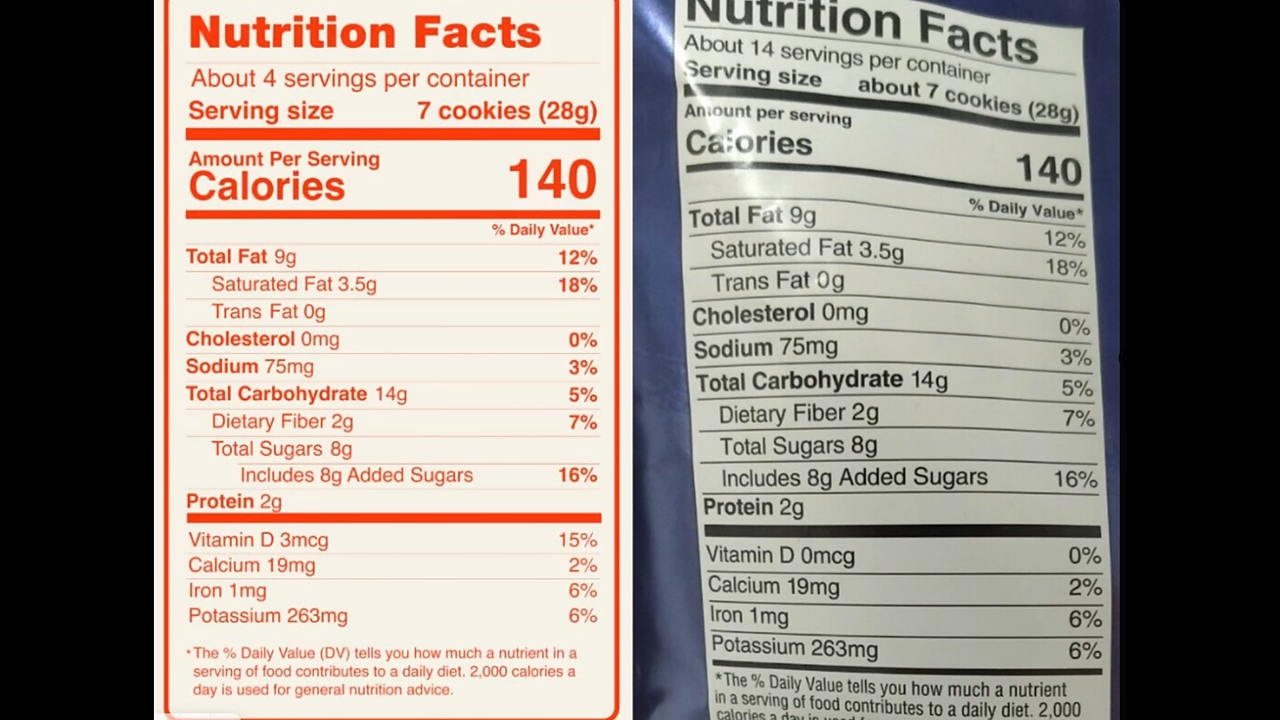 Nutrition Facts
About 4 servings per container
Serving size 7 cookies (28g)
Amount Per Serving
Calories 140
% Daily Value*
Total Fat 9g 12%
Saturated Fat 3.5g 18%
Trans Fat 0g
Cholesterol 0mg 0%
Sodium 75mg 3%
Total Carbohydrate 14g 5%
Dietary Fiber 2g 7%
Total Sugars 8g
Includes 8g Added Sugars 16%
Protein 2g
Vitamin D 3mcg 15%
Calcium 19mg 2%
Iron 1mg 6%
Potassium 263mg 6%
*The % Daily Value (DV) tells you how much a nutrient in a
serving of food contributes to a daily diet. 2,000 calories a
day is used for general nutrition advice.
Nutrition Facts
About 14 servings per container
Serving size about 7 cookies (28g)
Amount per serving
Calories 140
% Daily Value*
Total Fat 9g 12%
Saturated Fat 3.5g 18%
Trans Fat 0g
Cholesterol 0mg 0%
Sodium 75mg 3%
Total Carbohydrate 14g 5%
Dietary Fiber 2g 7%
Total Sugars 8g
Includes 8g Added Sugars 16%
Protein 2g
Vitamin D 0mcg 0%
Calcium 19mg 2%
Iron 1mg 6%
Potassium 263mg 6%
*The % Daily Value tells you how much a nutrient
in a serving of food contributes to a daily diet. 2,000
calories a day is used